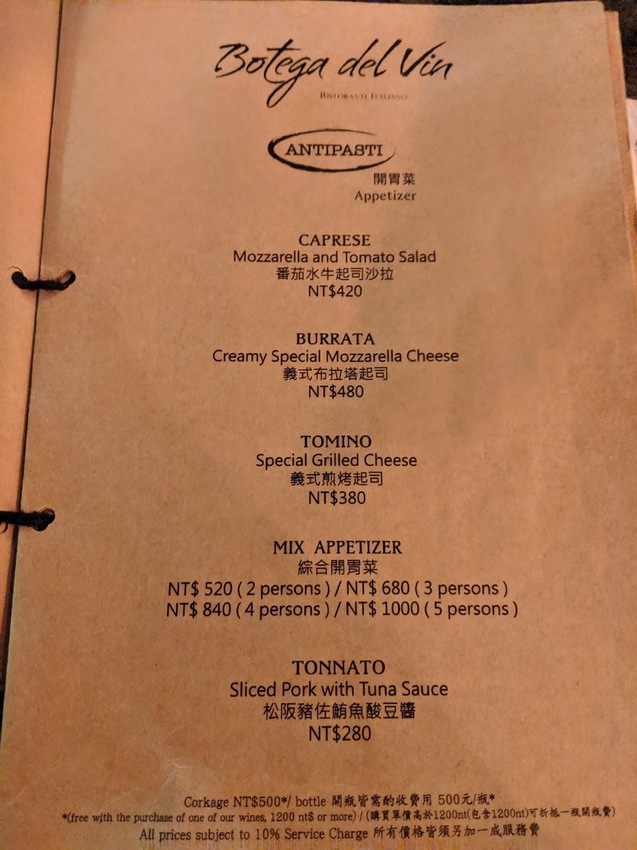 Botega del Vin
RISTORANTE ITALIANO
ANTIPASTI
開胃菜
Appetizer
CAPRESE
Mozzarella and Tomato Salad
番茄水牛起司沙拉
NT$420
BURRATA
Creamy Special Mozzarella Cheese
義式布拉塔起司
NT$480
TOMINO
Special Grilled Cheese
義式煎烤起司
NT$380
MIX APPETIZER
綜合開胃菜
NT$ 520 ( 2 persons ) / NT$ 680 ( 3 persons )
NT$ 840 ( 4 persons ) / NT$ 1000 ( 5 persons )
TONNATO
Sliced Pork with Tuna Sauce
松阪豬佐鮪魚酸豆醬
NT$280
Corkage NT$500*/ bottle 開瓶皆需酌收費用 500元/瓶*
*(free with the purchase of one of our wines, 1200 nt$ or more) / (購買單價高於1200nt(包含1200nt)可折抵一瓶開瓶費)
All prices subject to 10% Service Charge 所有價格皆須另加一成服務費